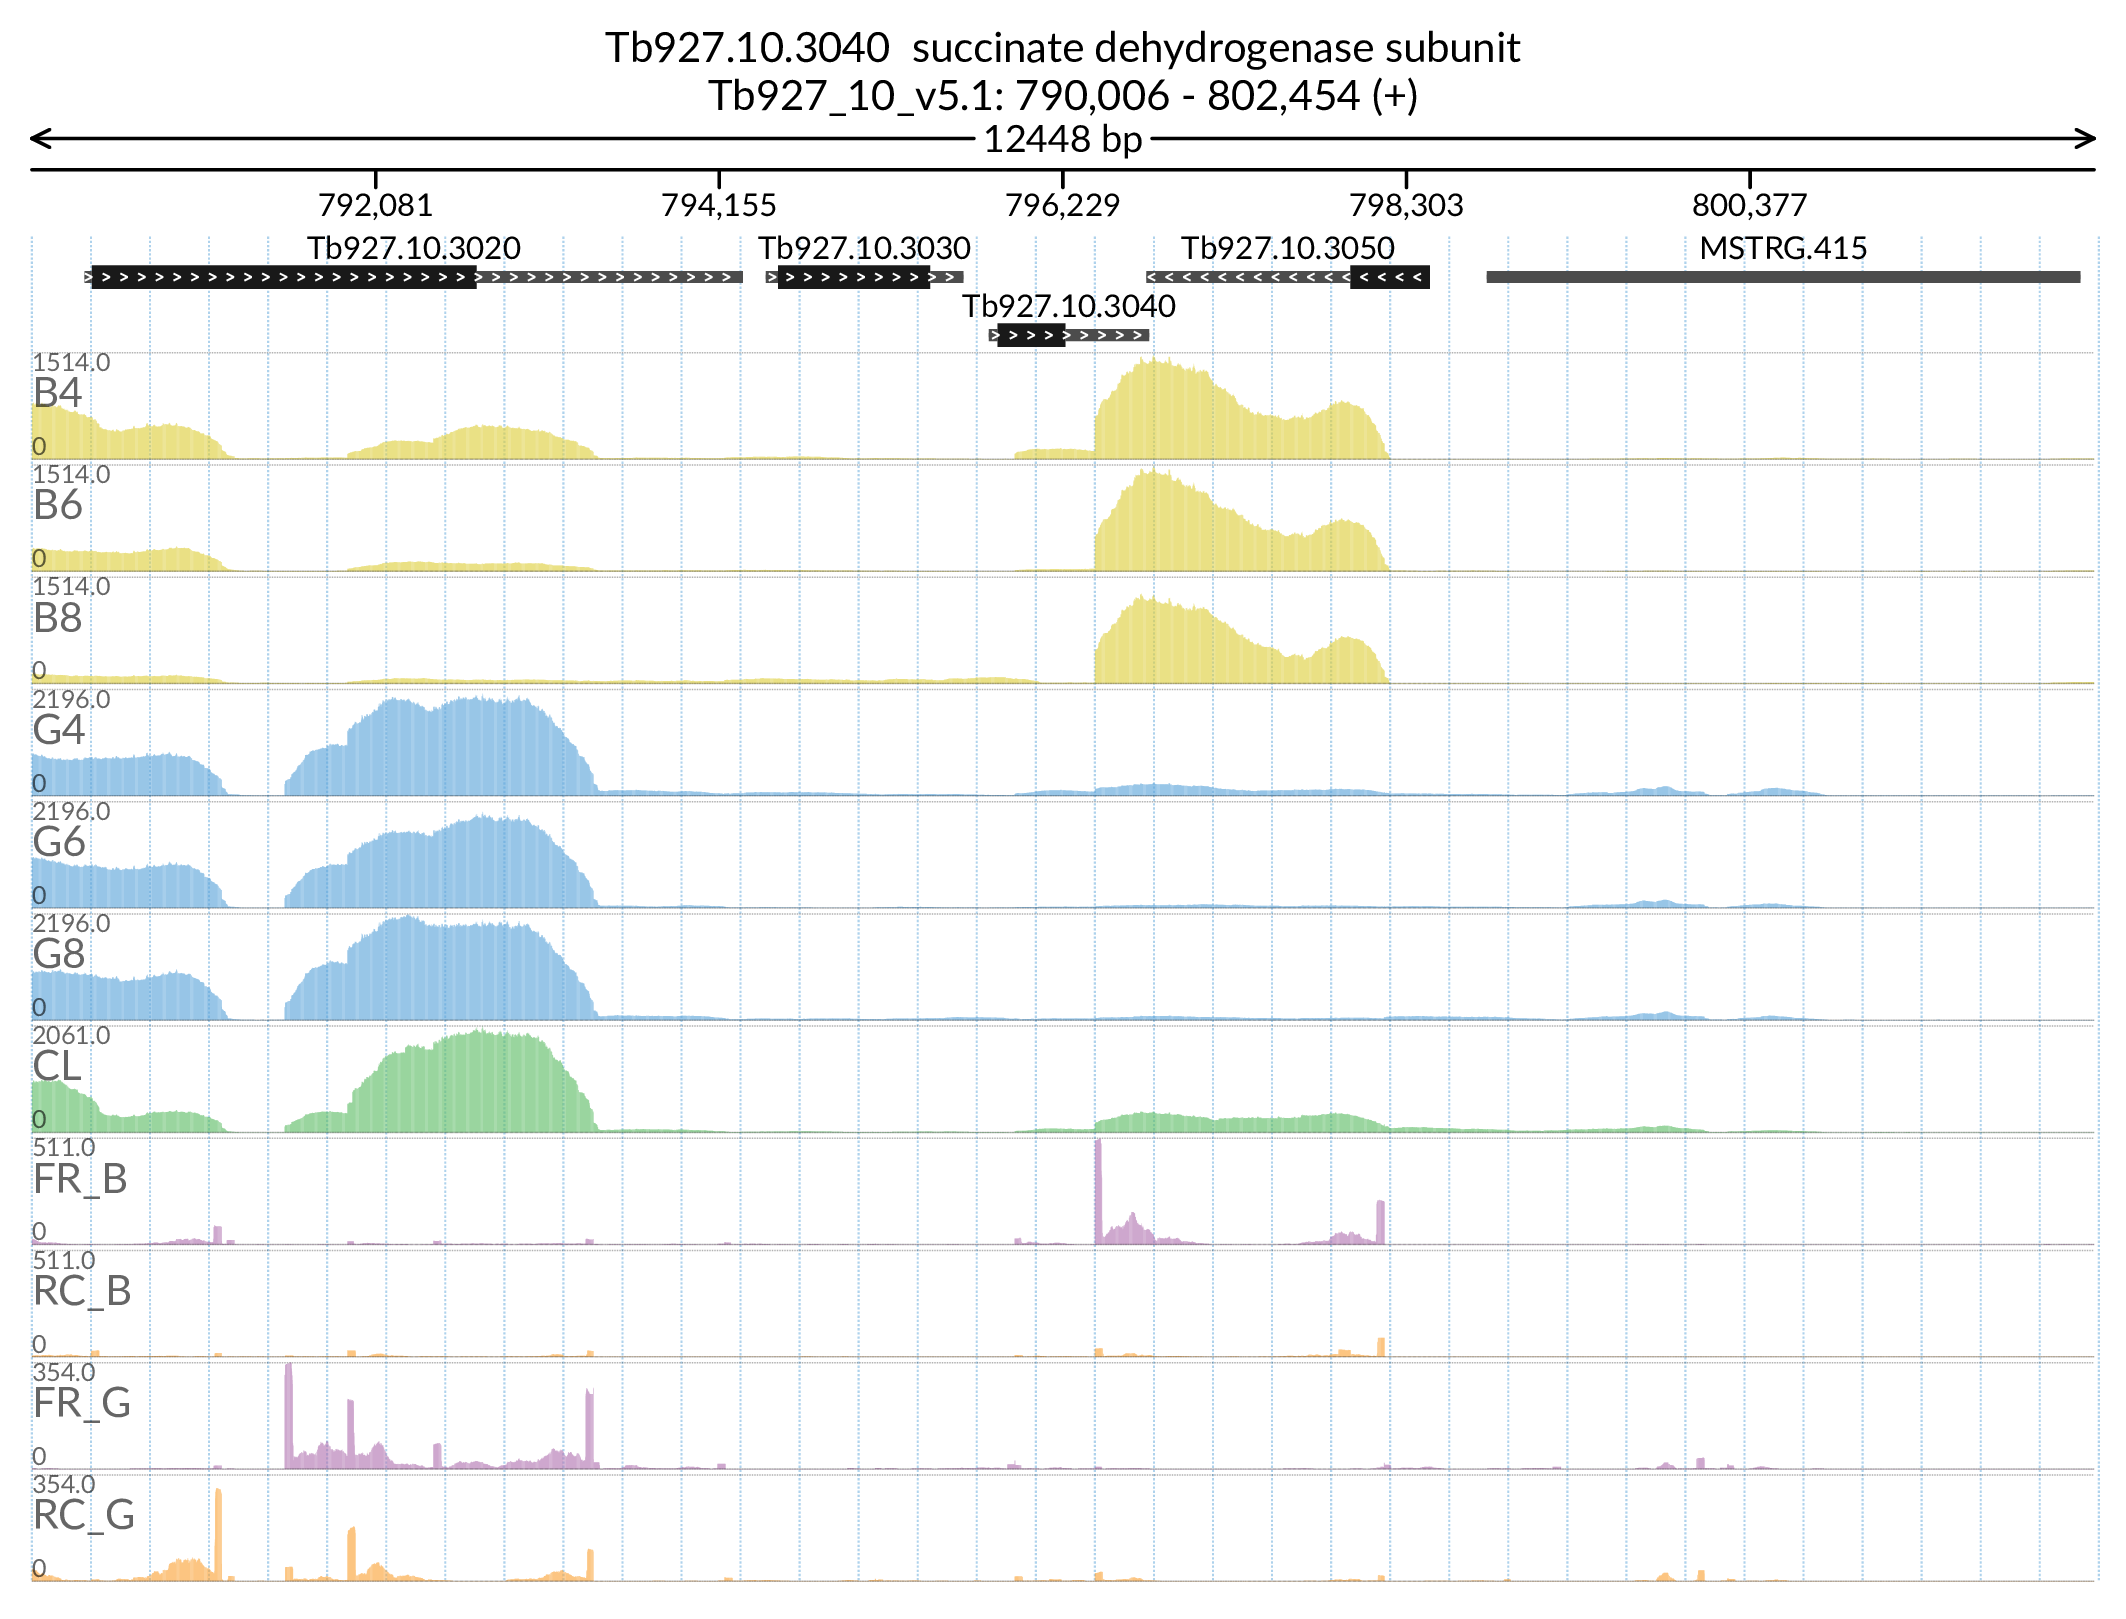 Tb927.10.3040 succinate dehydrogenase subunit
Tb927_10_v5.1: 790,006 - 802,454 (+)
12448 bp
792,081 794,155 796,229 798,303 800,377
Tb927.10.3020 Tb927.10.3030 Tb927.10.3050 MSTRG.415
Tb927.10.3040
1514.0
B4
0
1514.0
B6
0
1514.0
B8
0
2196.0
G4
0
2196.0
G6
0
2196.0
G8
0
2061.0
CL
0
511.0
FR_B
0
511.0
RC_B
0
354.0
FR_G
0
354.0
RC_G
0